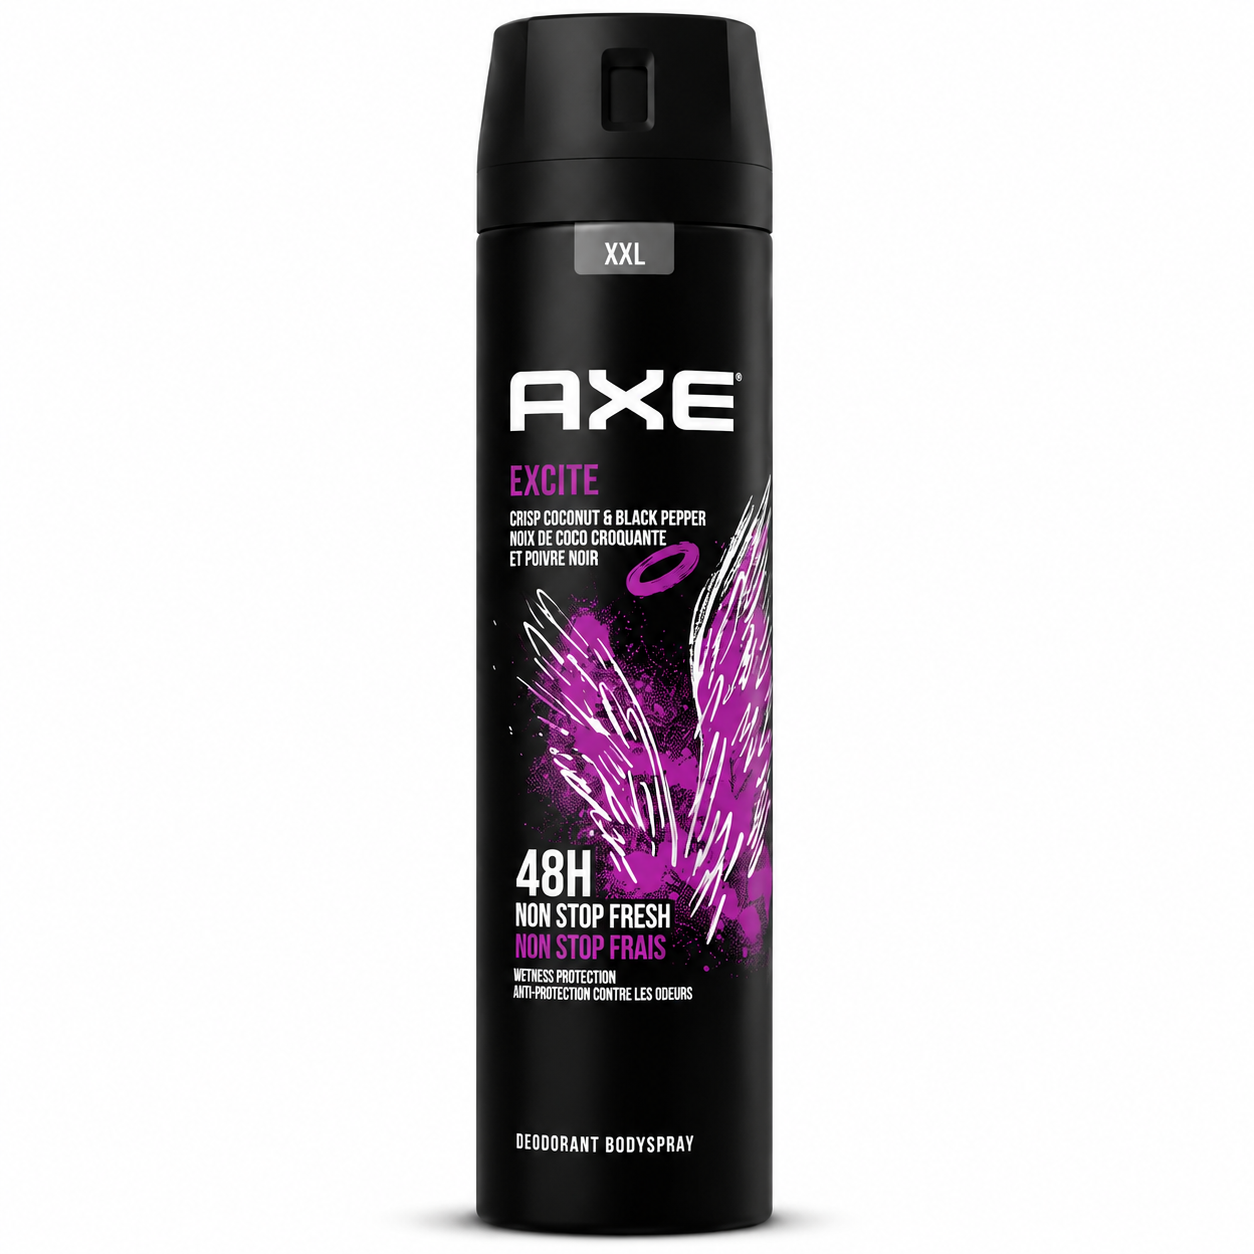 XXL
AXE®
EXCITE
CRISP COCONUT & BLACK PEPPER
NOIX DE COCO CROQUANTE
ET POIVRE NOIR
48H
NON STOP FRESH
NON STOP FRAIS
WETNESS PROTECTION
ANTI-PROTECTION CONTRE LES ODEURS
DEODORANT BODYSPRAY